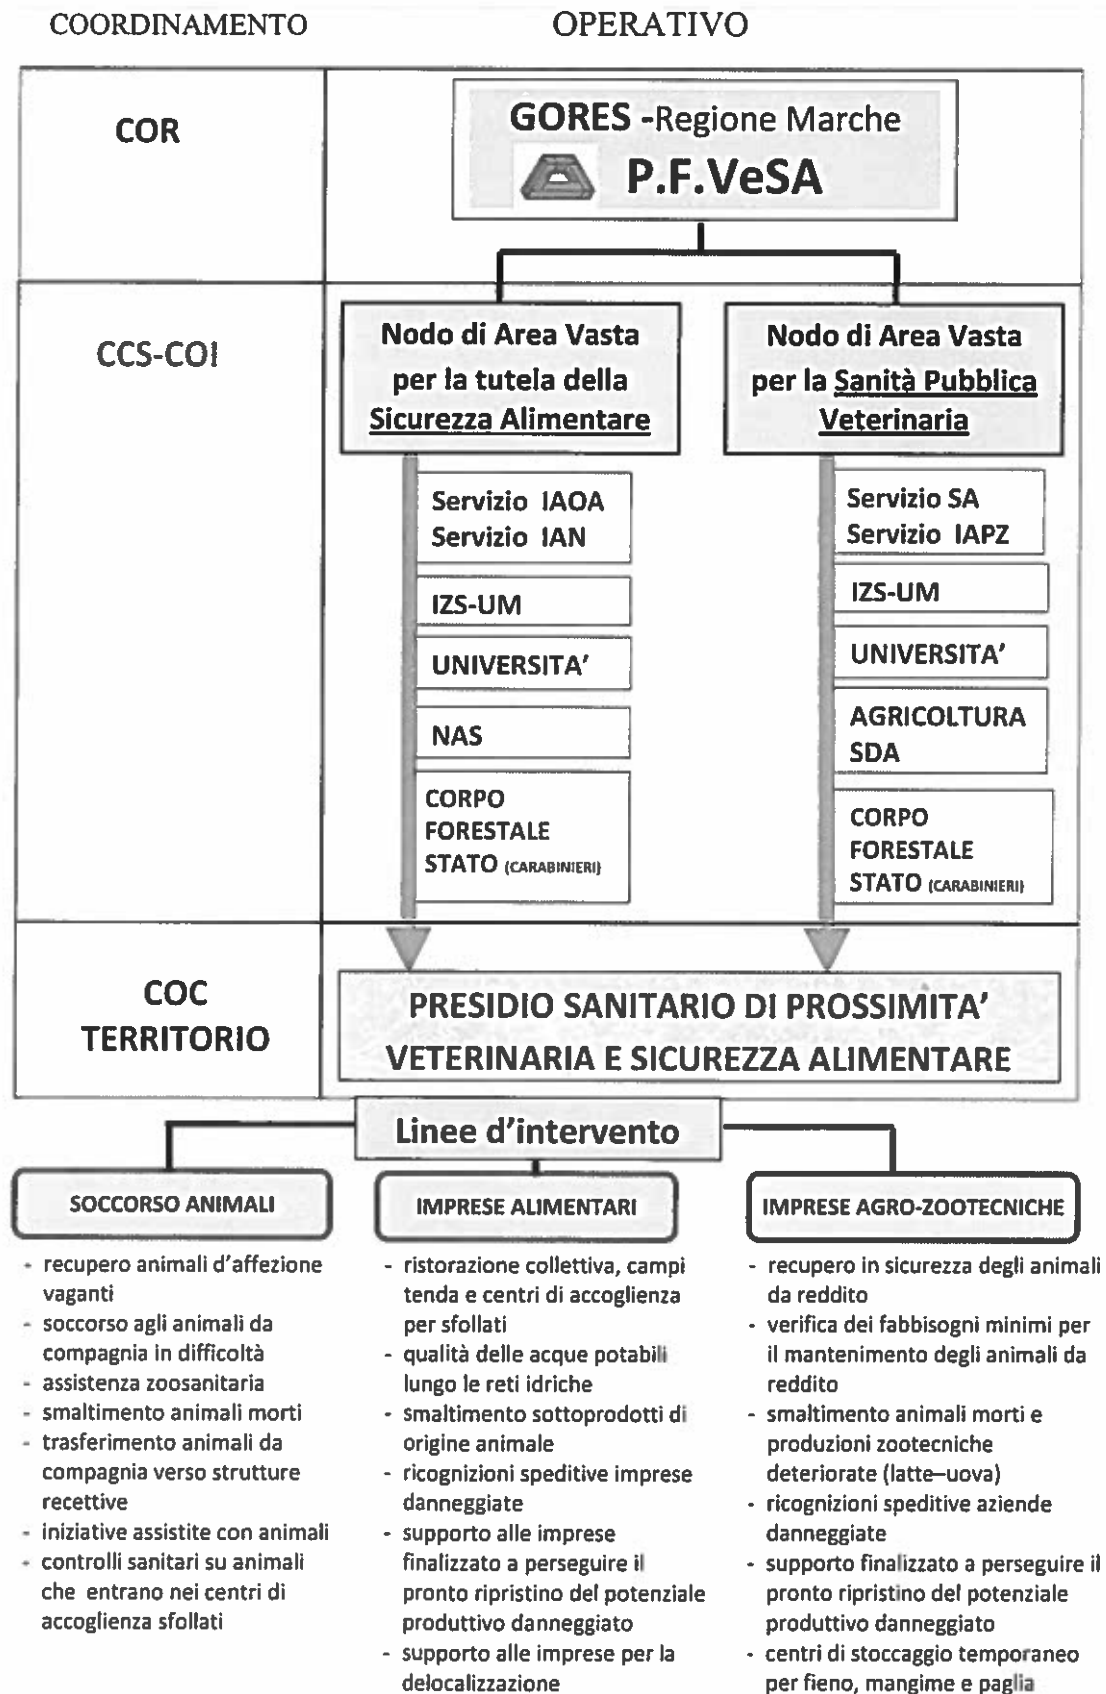 COORDINAMENTO
OPERATIVO
COR
GORES -Regione Marche
P.F.VeSA
CCS-COI
Nodo di Area Vasta
per la tutela della
Sicurezza Alimentare
Servizio IAOA
Servizio IAN
IZS-UM
UNIVERSITA'
NAS
CORPO
FORESTALE
STATO (CARABINIERI)
Nodo di Area Vasta
per la Sanità Pubblica
Veterinaria
Servizio SA
Servizio IAPZ
IZS-UM
UNIVERSITA'
AGRICOLTURA
SDA
CORPO
FORESTALE
STATO (CARABINIERI)
COC
TERRITORIO
PRESIDIO SANITARIO DI PROSSIMITA'
VETERINARIA E SICUREZZA ALIMENTARE
Linee d'intervento
SOCCORSO ANIMALI
- recupero animali d'affezione
vaganti
- soccorso agli animali da
compagnia in difficoltà
- assistenza zoosanitaria
- smaltimento animali morti
- trasferimento animali da
compagnia verso strutture
recettive
- iniziative assistite con animali
- controlli sanitari su animali
che entrano nei centri di
accoglienza sfollati
IMPRESE ALIMENTARI
- ristorazione collettiva, campi
tenda e centri di accoglienza
per sfollati
- qualità delle acque potabili
lungo le reti idriche
- smaltimento sottoprodotti di
origine animale
- ricognizioni speditive imprese
danneggiate
- supporto alle imprese
finalizzato a perseguire il
pronto ripristino del potenziale
produttivo danneggiato
- supporto alle imprese per la
delocalizzazione
IMPRESE AGRO-ZOOTECNICHE
- recupero in sicurezza degli animali
da reddito
- verifica dei fabbisogni minimi per
il mantenimento degli animali da
reddito
- smaltimento animali morti e
produzioni zootecniche
deteriorate (latte–uova)
- ricognizioni speditive aziende
danneggiate
- supporto finalizzato a perseguire il
pronto ripristino del potenziale
produttivo danneggiato
- centri di stoccaggio temporaneo
per fieno, mangime e paglia